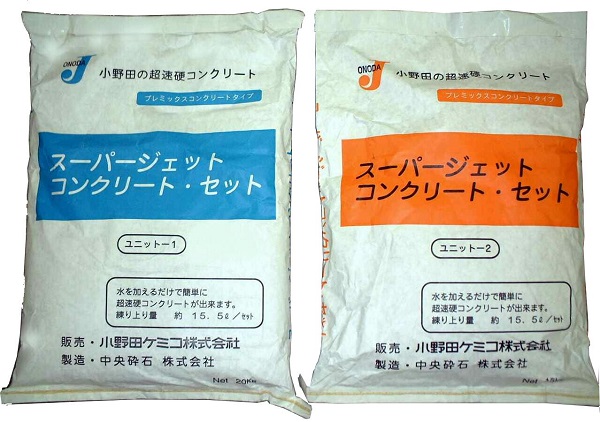 ONODA
J
小野田の超速硬コンクリート
プレミックスコンクリートタイプ
スーパージェット
コンクリート・セット
ユニットー1
水を加えるだけで簡単に
超速硬コンクリートが出来ます。
練り上り量 約 15.5ℓ/ｾｯﾄ
販売・小野田ケミコ株式会社
製造・中央砕石 株式会社
Net 20Kg
ONODA
J
小野田の超速硬コンクリート
プレミックスコンクリートタイプ
スーパージェット
コンクリート・セット
ユニットー2
水を加えるだけで簡単に
超速硬コンクリートが出来ます。
練り上り量 約 15.5ℓ/ｾｯﾄ
販売・小野田ケミコ株式会社
製造・中央砕石 株式会社
Net 15Kg